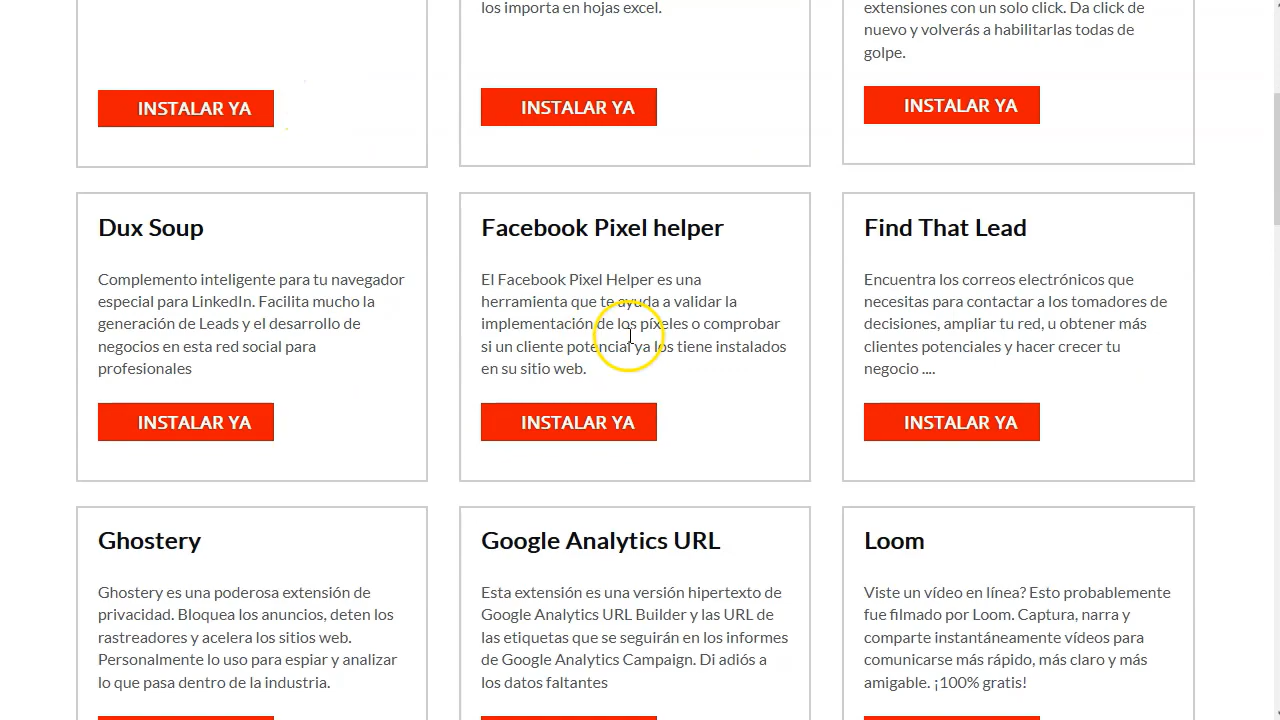 los importa en hojas excel.
extensiones con un solo click. Da click de
nuevo y volverás a habilitarlas todas de
golpe.
INSTALAR YA
INSTALAR YA
INSTALAR YA
Dux Soup
Complemento inteligente para tu navegador
especial para LinkedIn. Facilita mucho la
generación de Leads y el desarrollo de
negocios en esta red social para
profesionales
INSTALAR YA
Facebook Pixel helper
El Facebook Pixel Helper es una
herramienta que te ayuda a validar la
implementación de los píxeles o comprobar
si un cliente potencial ya los tiene instalados
en su sitio web.
INSTALAR YA
Find That Lead
Encuentra los correos electrónicos que
necesitas para contactar a los tomadores de
decisiones, ampliar tu red, u obtener más
clientes potenciales y hacer crecer tu
negocio ....
INSTALAR YA
Ghostery
Ghostery es una poderosa extensión de
privacidad. Bloquea los anuncios, deten los
rastreadores y acelera los sitios web.
Personalmente lo uso para espiar y analizar
lo que pasa dentro de la industria.
Google Analytics URL
Esta extensión es una versión hipertexto de
Google Analytics URL Builder y las URL de
las etiquetas que se seguirán en los informes
de Google Analytics Campaign. Di adiós a
los datos faltantes
Loom
Viste un vídeo en línea? Esto probablemente
fue filmado por Loom. Captura, narra y
comparte instantáneamente vídeos para
comunicarse más rápido, más claro y más
amigable. ¡100% gratis!